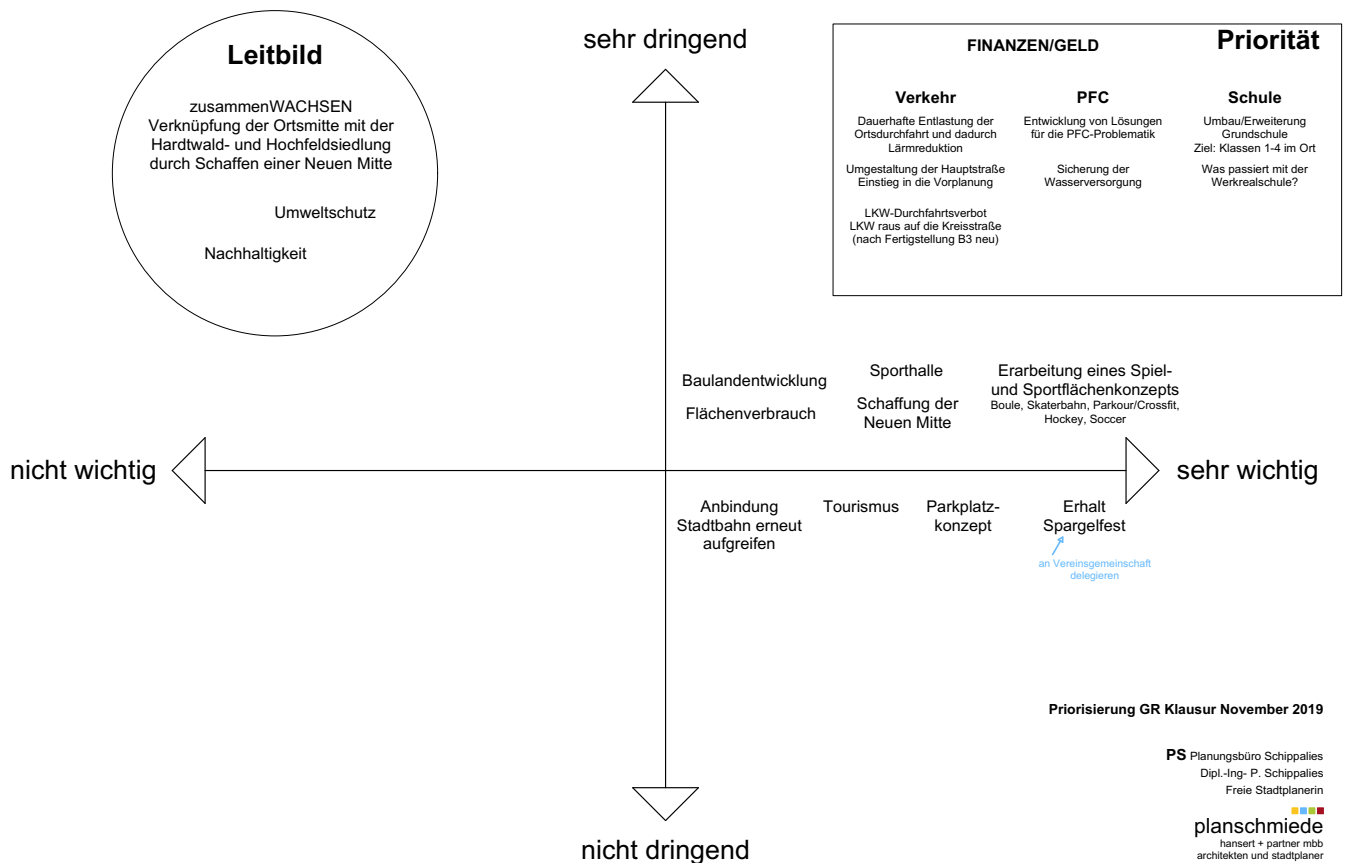 Leitbild
zusammenWACHSEN
Verknüpfung der Ortsmitte mit der
Hardtwald- und Hochfeldsiedlung
durch Schaffen einer Neuen Mitte
Umweltschutz
Nachhaltigkeit
sehr dringend
FINANZEN/GELD
Priorität
Verkehr
Dauerhafte Entlastung der
Ortsdurchfahrt und dadurch
Lärmreduktion
Umgestaltung der Hauptstraße
Einstieg in die Vorplanung
LKW-Durchfahrtsverbot
LKW raus auf die Kreisstraße
(nach Fertigstellung B3 neu)
PFC
Entwicklung von Lösungen
für die PFC-Problematik
Sicherung der
Wasserversorgung
Schule
Umbau/Erweiterung
Grundschule
Ziel: Klassen 1-4 im Ort
Was passiert mit der
Werkrealschule?
Baulandentwicklung
Flächenverbrauch
Sporthalle
Schaffung der
Neuen Mitte
Erarbeitung eines Spiel-
und Sportflächenkonzepts
Boule, Skaterbahn, Parkour/Crossfit,
Hockey, Soccer
nicht wichtig
sehr wichtig
Anbindung
Stadtbahn erneut
aufgreifen
Tourismus
Parkplatz-
konzept
Erhalt
Spargelfest
an Vereinsgemeinschaft
delegieren
nicht dringend
Priorisierung GR Klausur November 2019
PS Planungsbüro Schippalies
Dipl.-Ing- P. Schippalies
Freie Stadtplanerin
planschmiede
hansert + partner mbb
architekten und stadtplaner